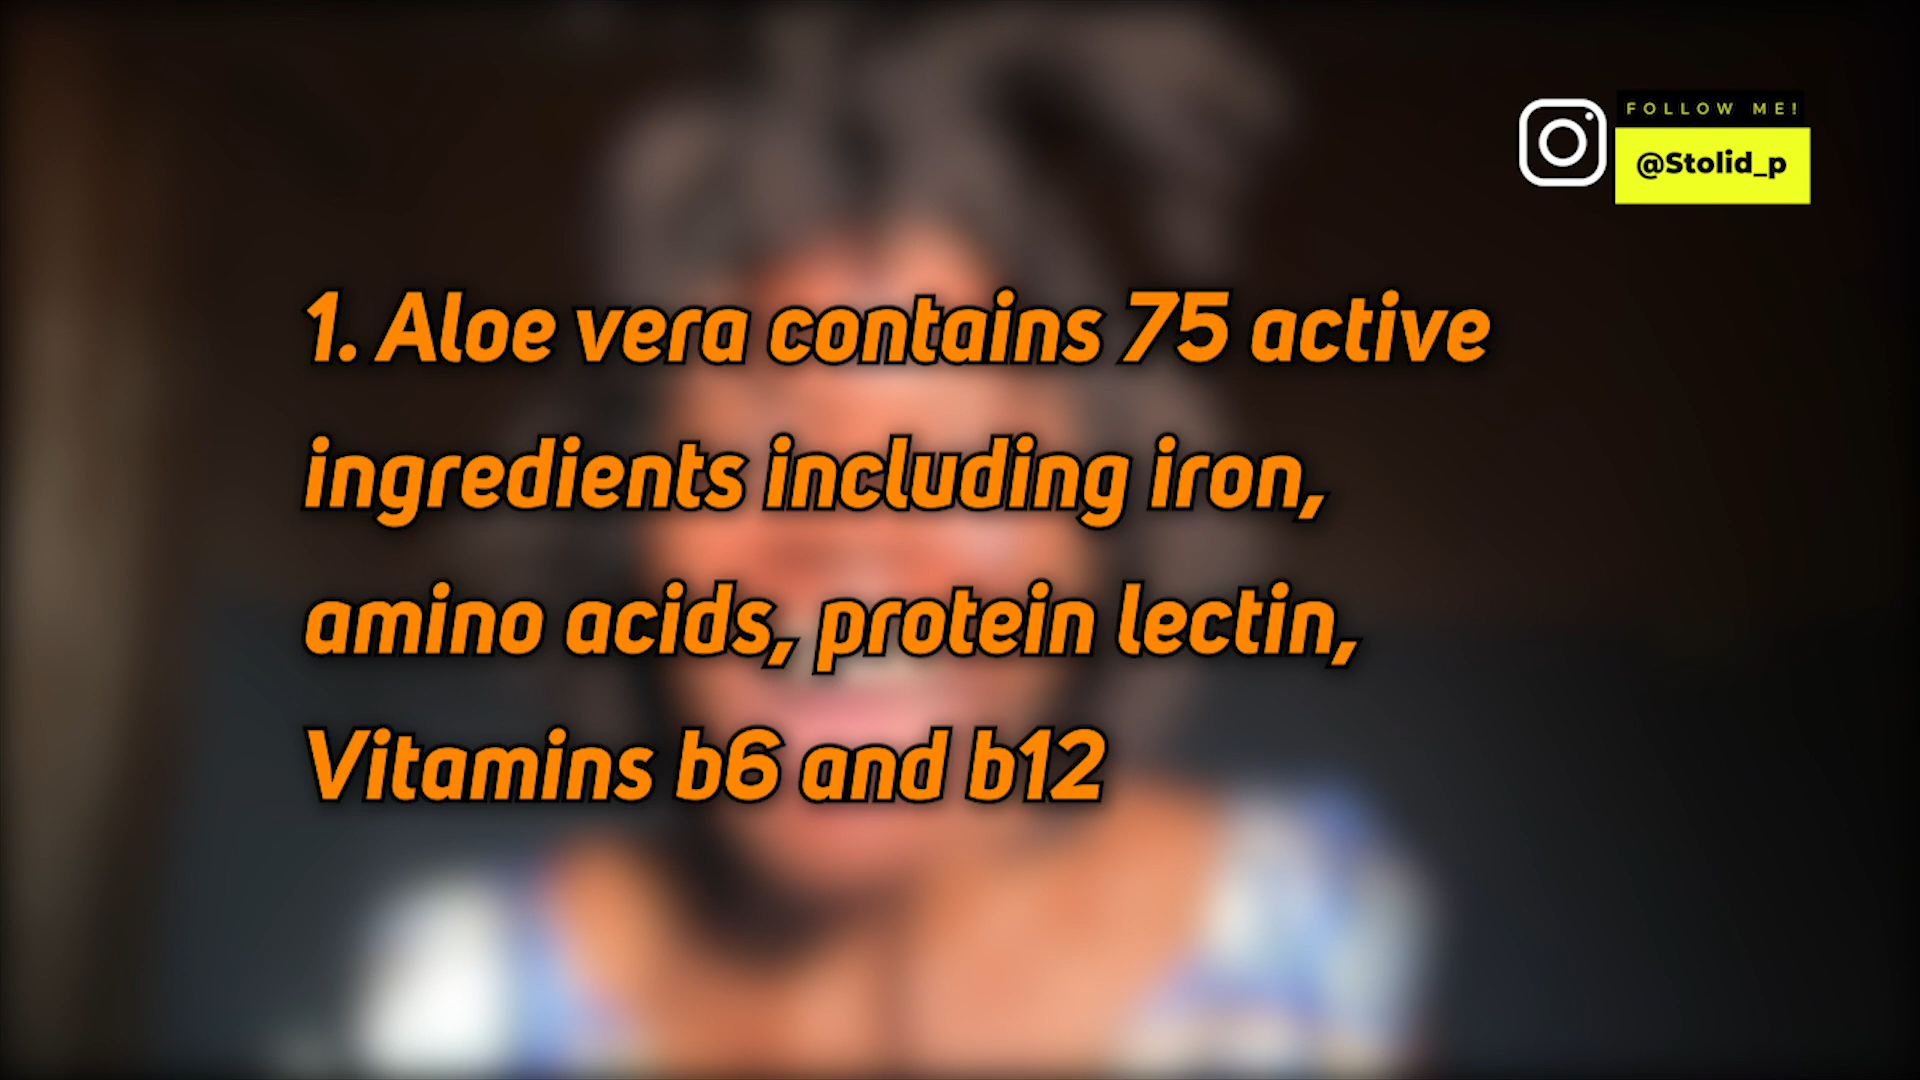 FOLLOW ME!
@Stolid_p
1. Aloe vera contains 75 active
ingredients including iron,
amino acids, protein lectin,
Vitamins b6 and b12